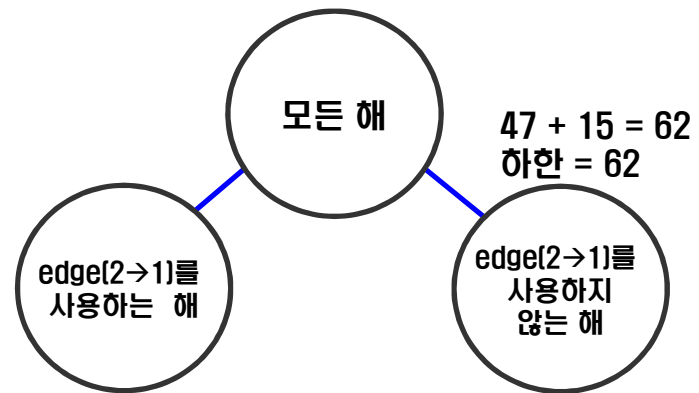 모든 해
47 + 15 = 62
하한 = 62
edge(2→1)를
사용하는 해
edge(2→1)를
사용하지
않는 해